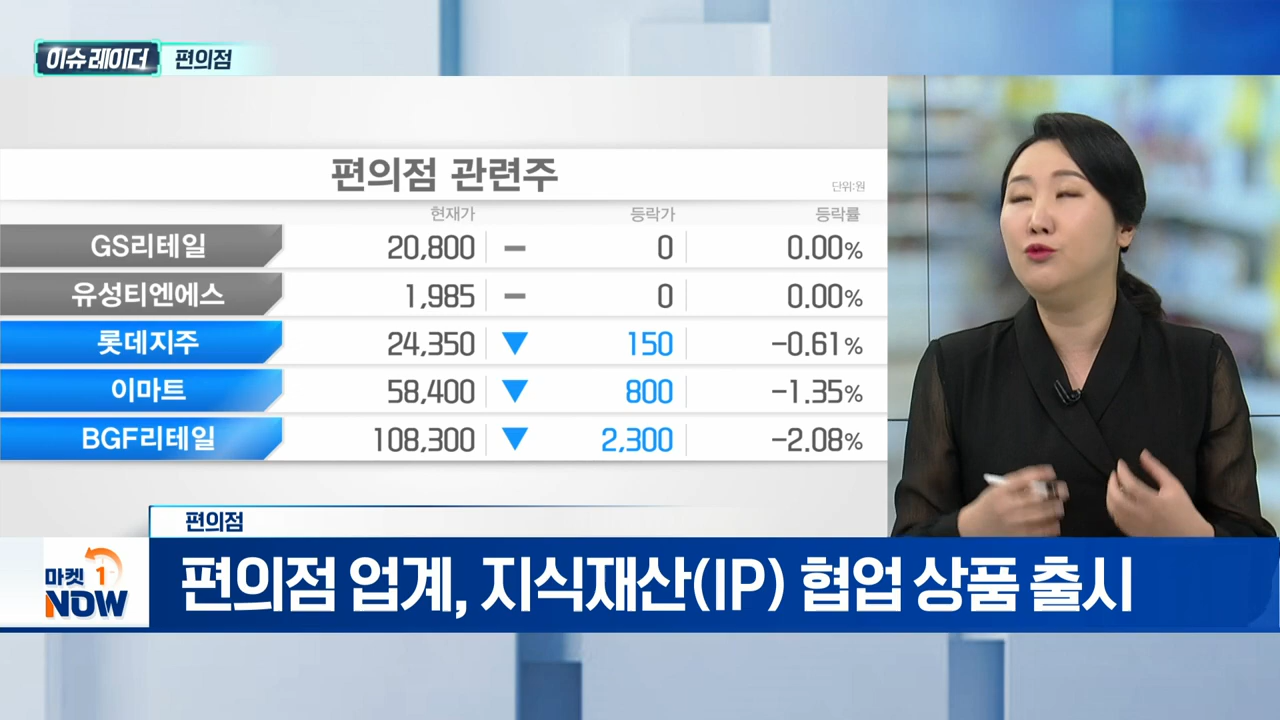 이슈 레이더 편의점
편의점 관련주
단위:원
현재가 등락가 등락률
GS리테일 20,800 0 0.00%
유성티엔에스 1,985 0 0.00%
롯데지주 24,350 ▼ 150 -0.61%
이마트 58,400 ▼ 800 -1.35%
BGF리테일 108,300 ▼ 2,300 -2.08%
편의점
마켓 1
NOW
편의점 업계, 지식재산(IP) 협업 상품 출시